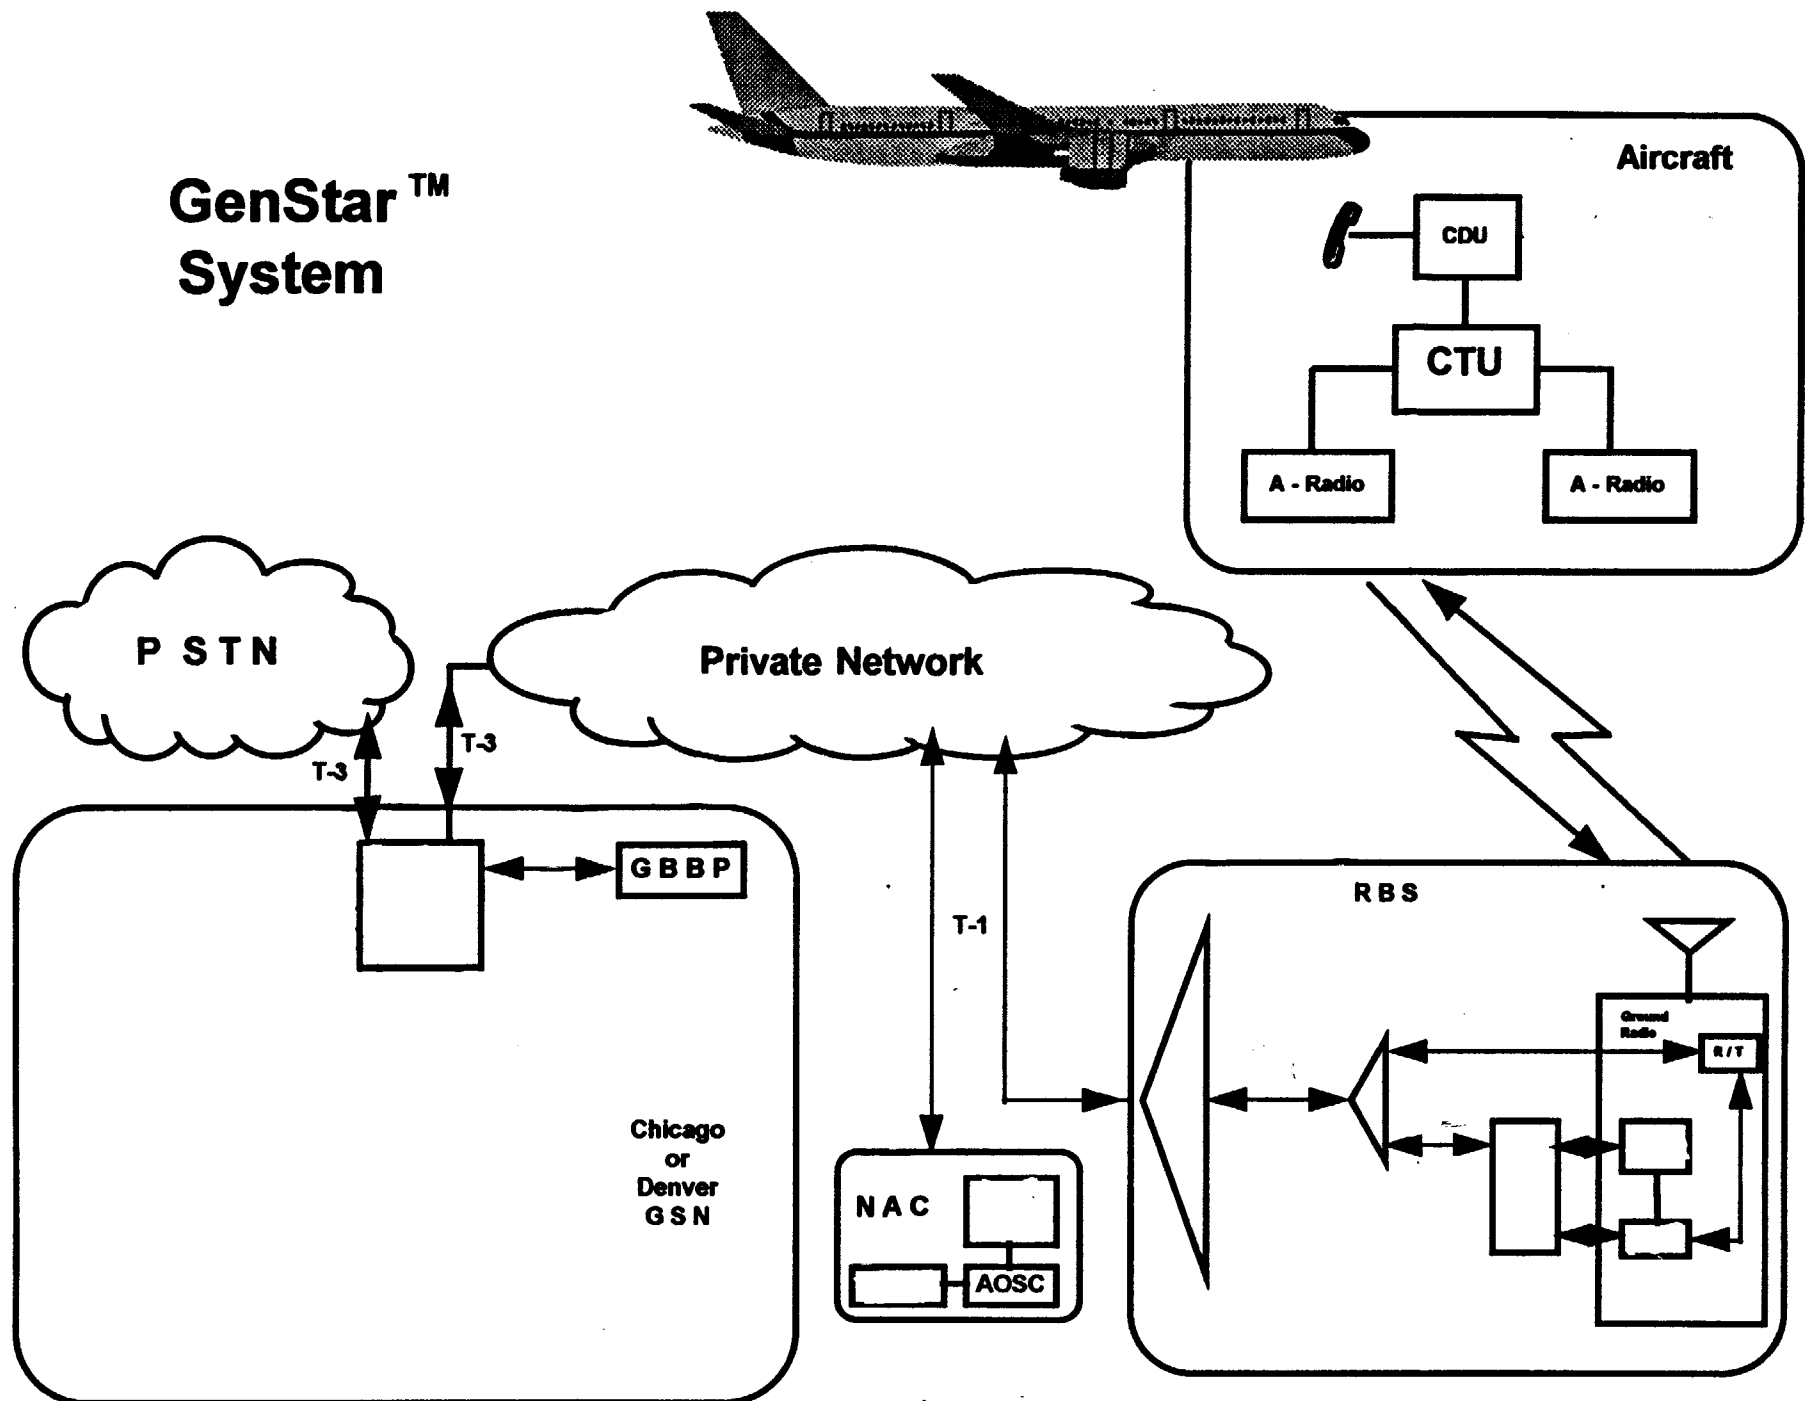 GenStar™
System
Aircraft
CDU
CTU
A - Radio
A - Radio
P S T N
Private Network
T-3
T-3
G B B P
T-1
R B S
Ground
Radio
R / T
Chicago
or
Denver
G S N
N A C
AOSC